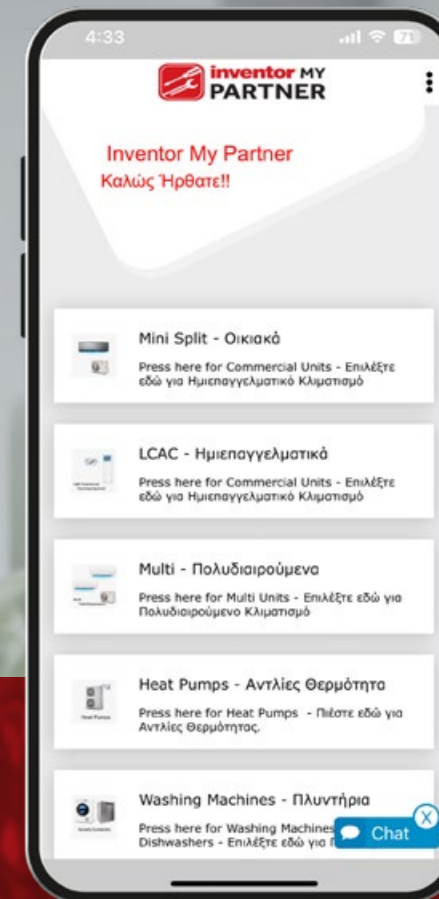 4:33
71
inventor MY
PARTNER
Inventor My Partner
Καλώς Ήρθατε!!
Mini Split - Οικιακά
Press here for Commercial Units - Επιλέξτε
εδώ για Ημιεπαγγελματικό Κλιματισμό
LCAC - Ημιεπαγγελματικά
Press here for Commercial Units - Επιλέξτε
εδώ για Ημιεπαγγελματικό Κλιματισμό
Multi - Πολυδιαιρούμενα
Press here for Multi Units - Επιλέξτε εδώ για
Πολυδιαιρούμενο Κλιματισμό
Heat Pumps - Αντλίες Θερμότητα
Press here for Heat Pumps - Πιέστε εδώ για
Αντλίες Θερμότητας.
Heat Pumps
Washing Machines - Πλυντήρια
Press here for Washing Machines
Dishwashers - Επιλέξτε εδώ για
Chat
X